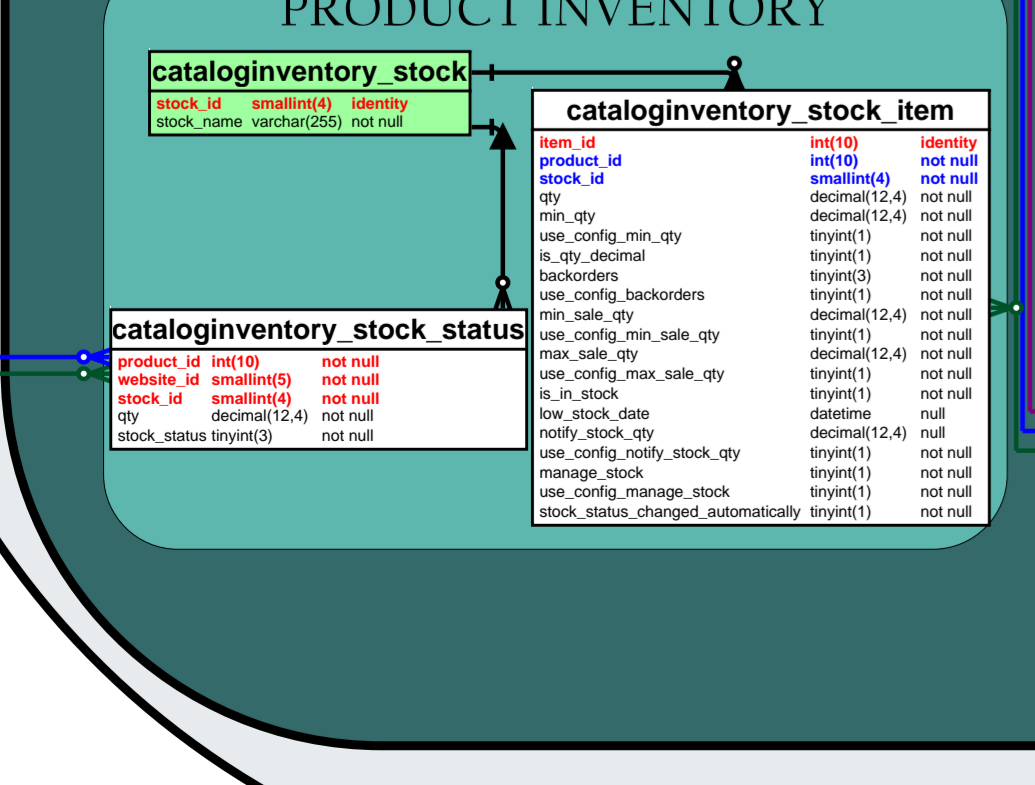 PRODUCT INVENTORY
cataloginventory_stock
stock_id smallint(4) identity
stock_name varchar(255) not null
cataloginventory_stock_item
item_id int(10) identity
product_id int(10) not null
stock_id smallint(4) not null
qty decimal(12,4) not null
min_qty decimal(12,4) not null
use_config_min_qty tinyint(1) not null
is_qty_decimal tinyint(1) not null
backorders tinyint(3) not null
use_config_backorders tinyint(1) not null
min_sale_qty decimal(12,4) not null
use_config_min_sale_qty tinyint(1) not null
max_sale_qty decimal(12,4) not null
use_config_max_sale_qty tinyint(1) not null
is_in_stock tinyint(1) not null
low_stock_date datetime null
notify_stock_qty decimal(12,4) null
use_config_notify_stock_qty tinyint(1) not null
manage_stock tinyint(1) not null
use_config_manage_stock tinyint(1) not null
stock_status_changed_automatically tinyint(1) not null
cataloginventory_stock_status
product_id int(10) not null
website_id smallint(5) not null
stock_id smallint(4) not null
qty decimal(12,4) not null
stock_status tinyint(3) not null